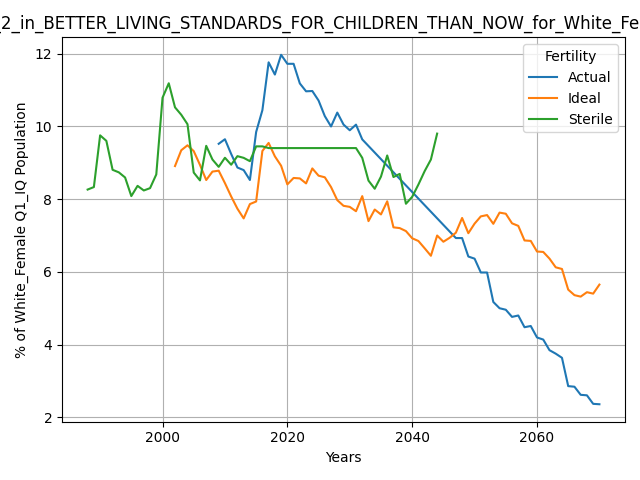 _2_in_BETTER_LIVING_STANDARDS_FOR_CHILDREN_THAN_NOW_for_White_Fe
Fertility
Actual
Ideal
Sterile
% of White_Female Q1_IQ Population
12
10
8
6
4
2
2000
2020
2040
2060
Years